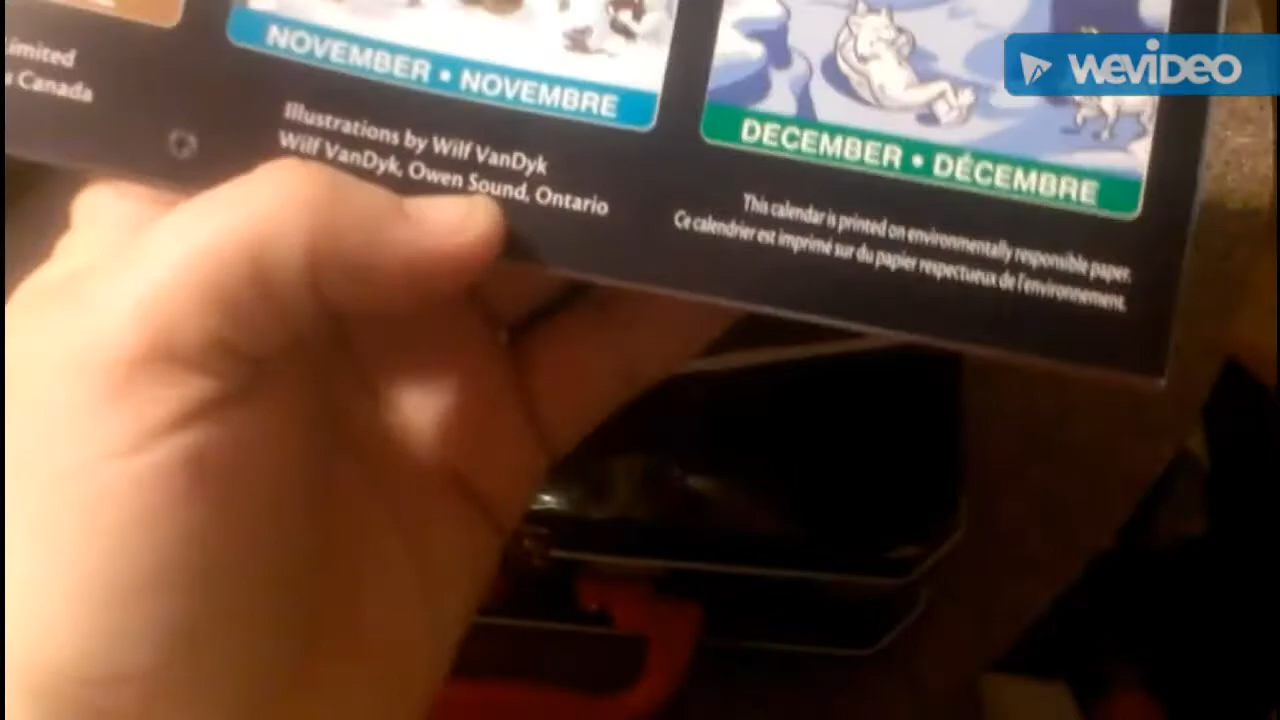 Limited
Canada
NOVEMBER • NOVEMBRE
Illustrations by Wilf VanDyk
Wilf VanDyk, Owen Sound, Ontario
WEVIDEO
DECEMBER • DÉCEMBRE
This calendar is printed on environmentally responsible paper.
Ce calendrier est imprimé sur du papier respectueux de l'environnement.